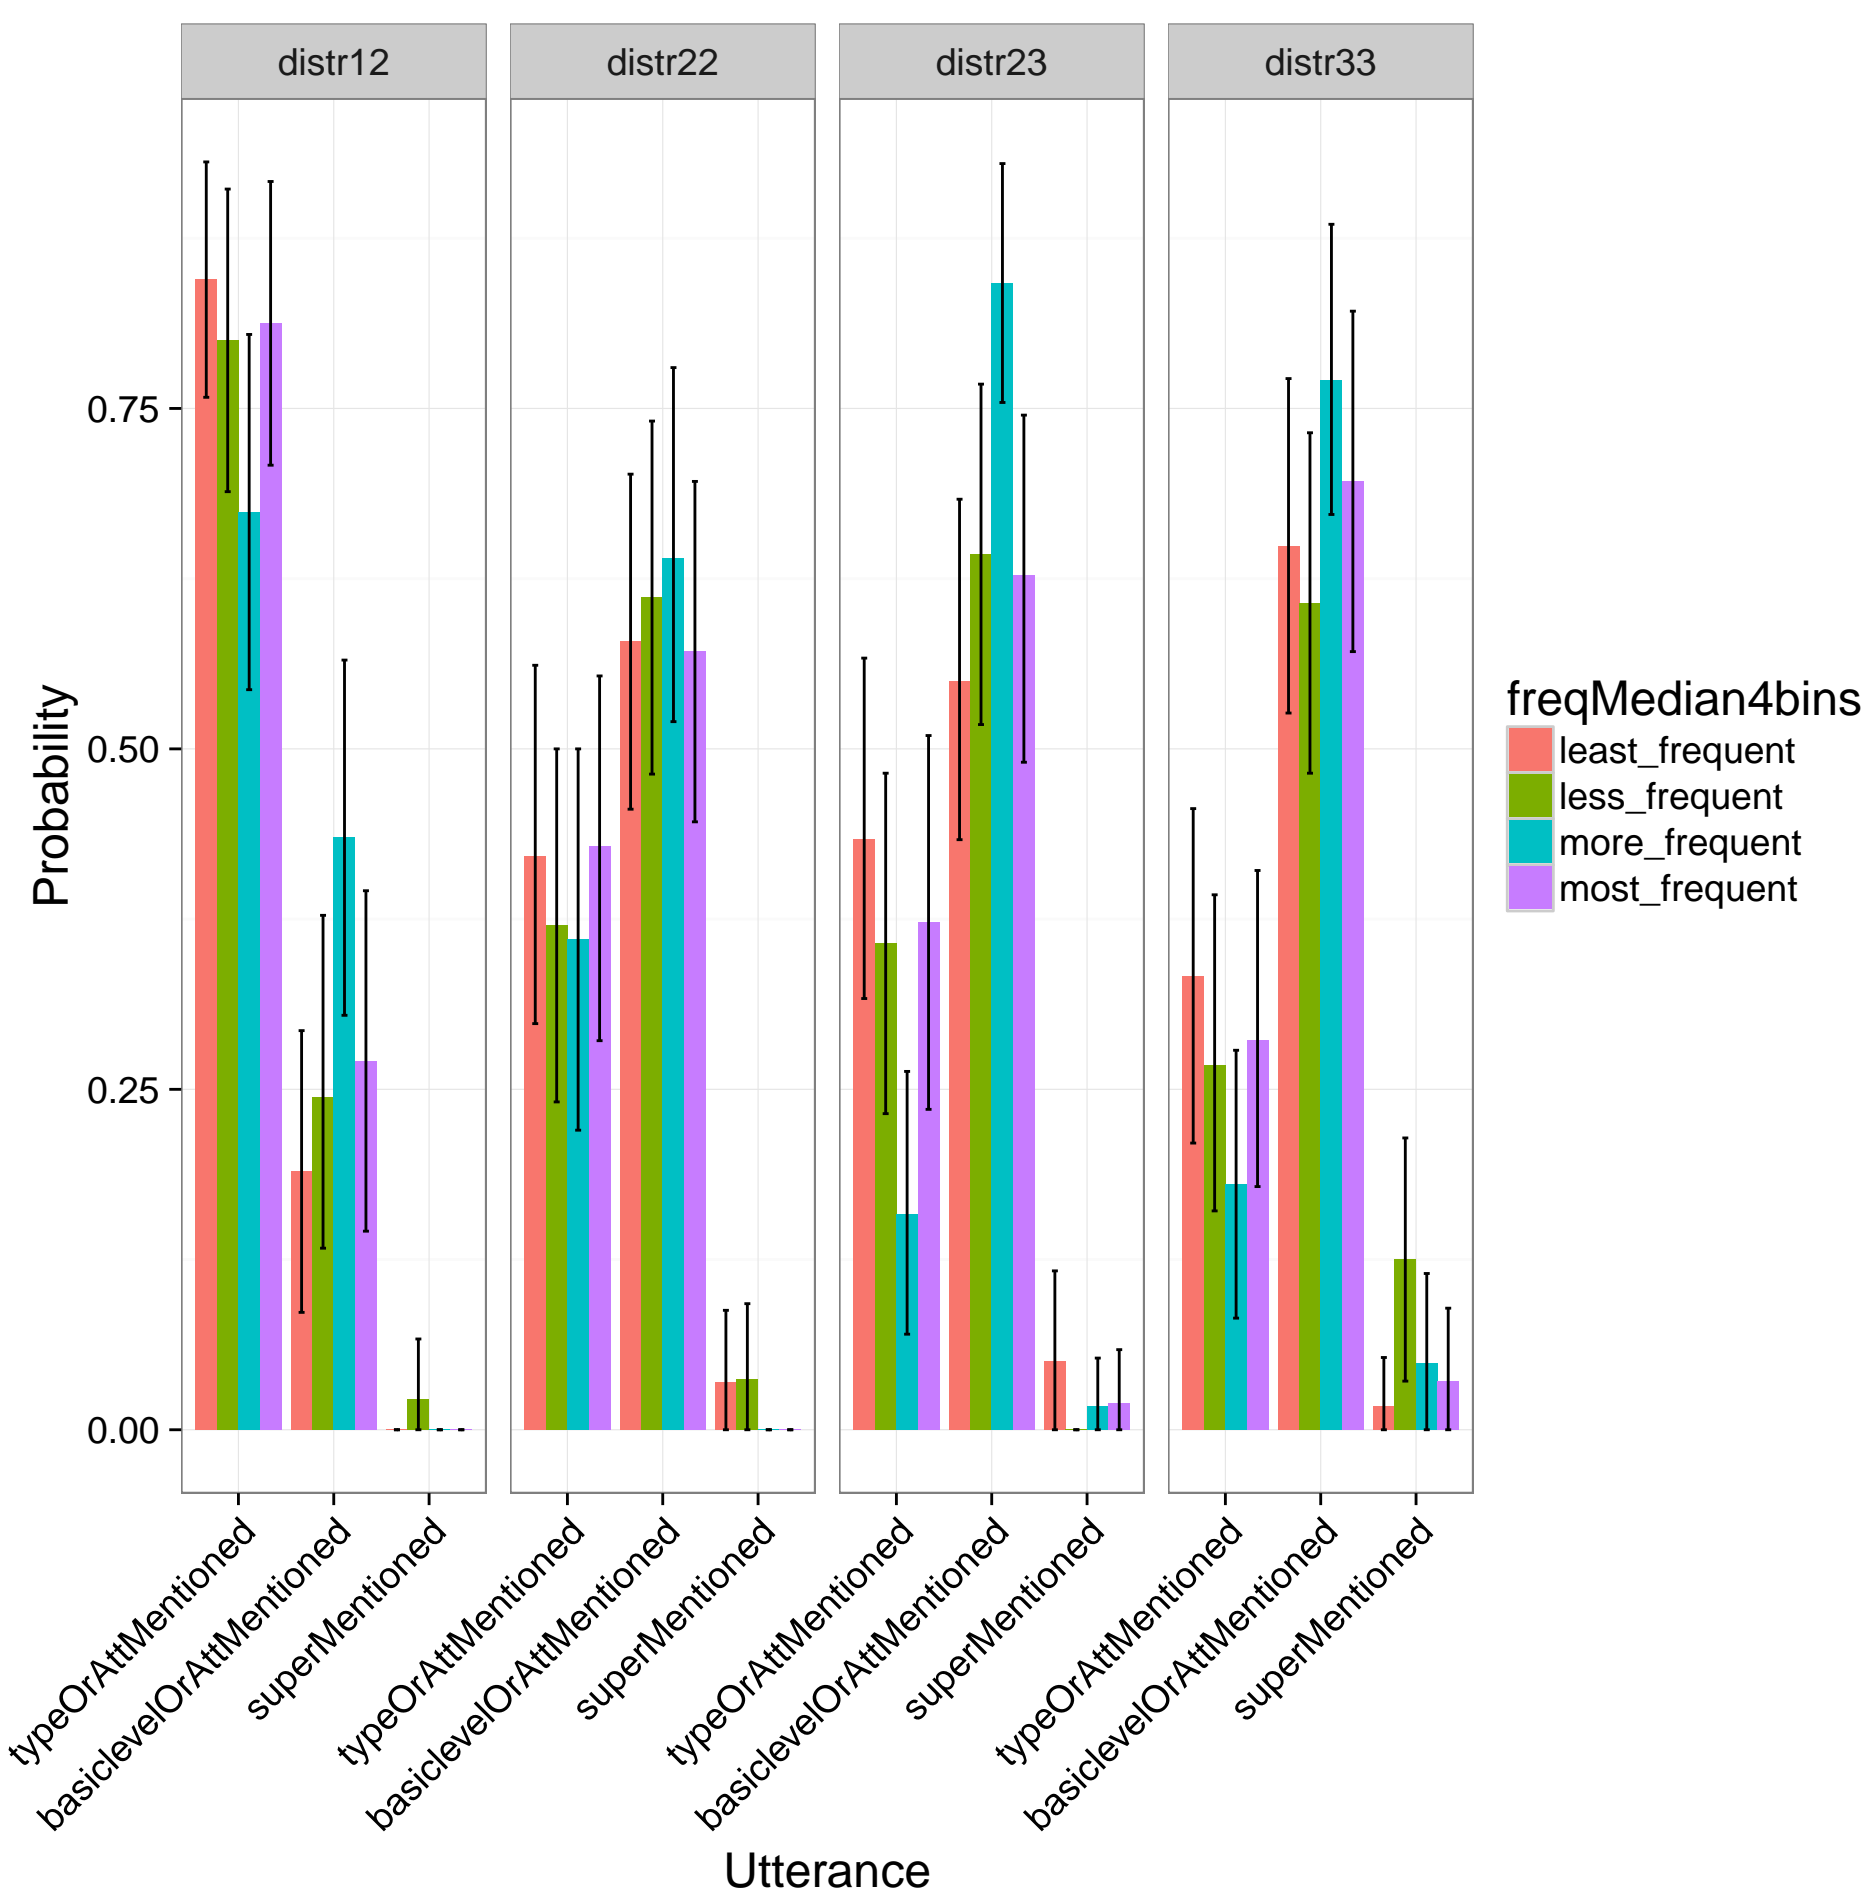 distr12 distr22 distr23 distr33
Probability
0.75
0.50
0.25
0.00
freqMedian4bins
least_frequent
less_frequent
more_frequent
most_frequent
typeOrAttMentioned
basiclevelOrAttMentioned
superMentioned
typeOrAttMentioned
basiclevelOrAttMentioned
superMentioned
typeOrAttMentioned
basiclevelOrAttMentioned
superMentioned
typeOrAttMentioned
basiclevelOrAttMentioned
superMentioned
Utterance